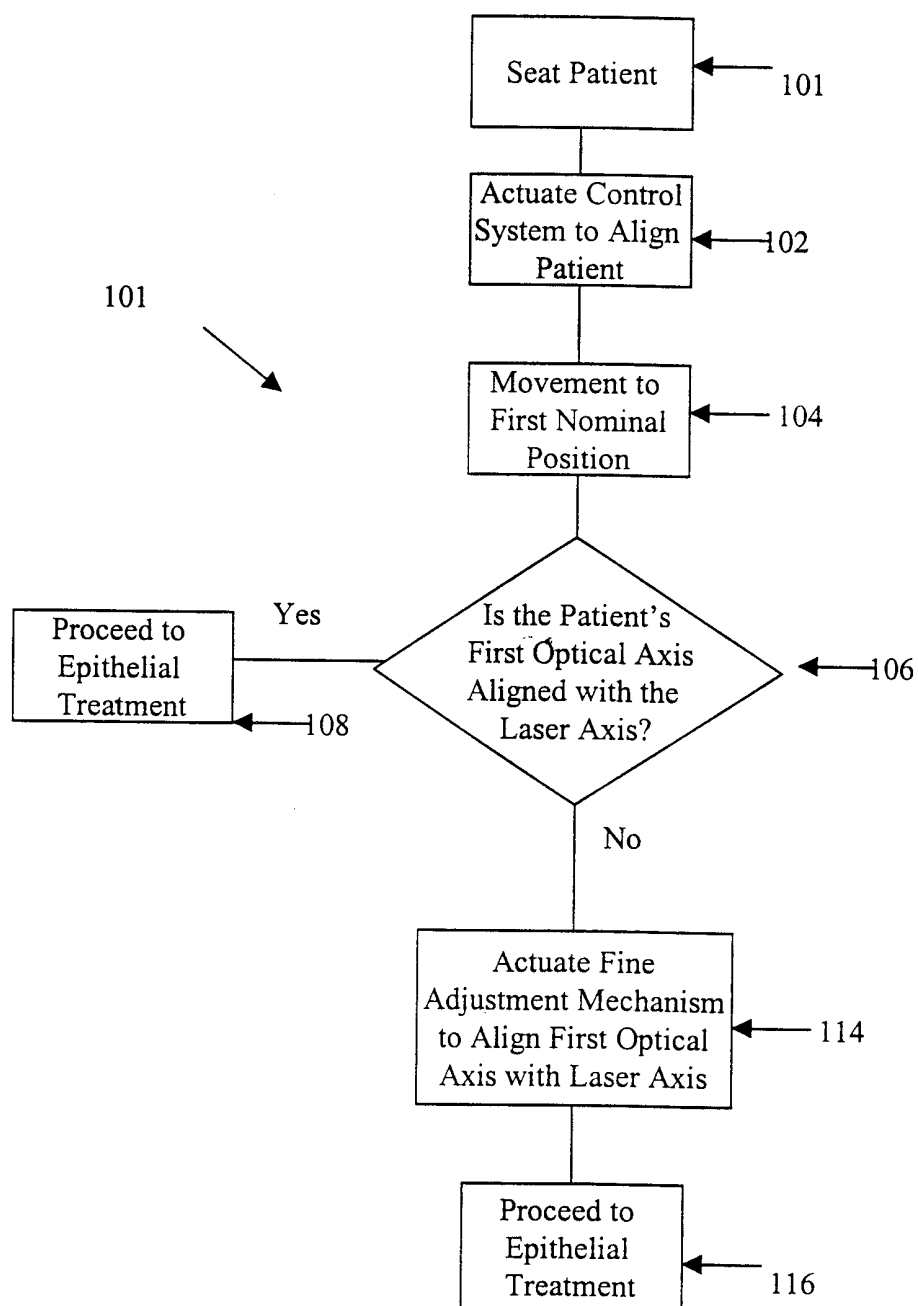 Seat Patient
101
Actuate Control
System to Align
Patient
102
101
Movement to
First Nominal
Position
104
Is the Patient's
First Optical Axis
Aligned with the
Laser Axis?
106
Yes
Proceed to
Epithelial
Treatment
108
No
Actuate Fine
Adjustment Mechanism
to Align First Optical
Axis with Laser Axis
114
Proceed to
Epithelial
Treatment
116